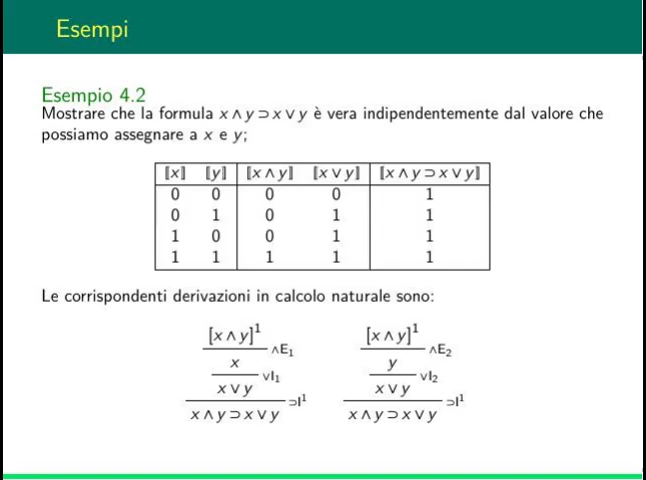 Esempi
Esempio 4.2
Mostrare che la formula x ∧ y ⊃ x ∨ y è vera indipendentemente dal valore che
possiamo assegnare a x e y;
⟦x⟧ ⟦y⟧ ⟦x ∧ y⟧ ⟦x ∨ y⟧ ⟦x ∧ y ⊃ x ∨ y⟧
0 0 0 0 1
0 1 0 1 1
1 0 0 1 1
1 1 1 1 1
Le corrispondenti derivazioni in calcolo naturale sono:
[x ∧ y]¹ [x ∧ y]¹
∧E₁ ∧E₂
x y
∨I₁ ∨I₂
x ∨ y x ∨ y
⊃I¹ ⊃I¹
x ∧ y ⊃ x ∨ y x ∧ y ⊃ x ∨ y